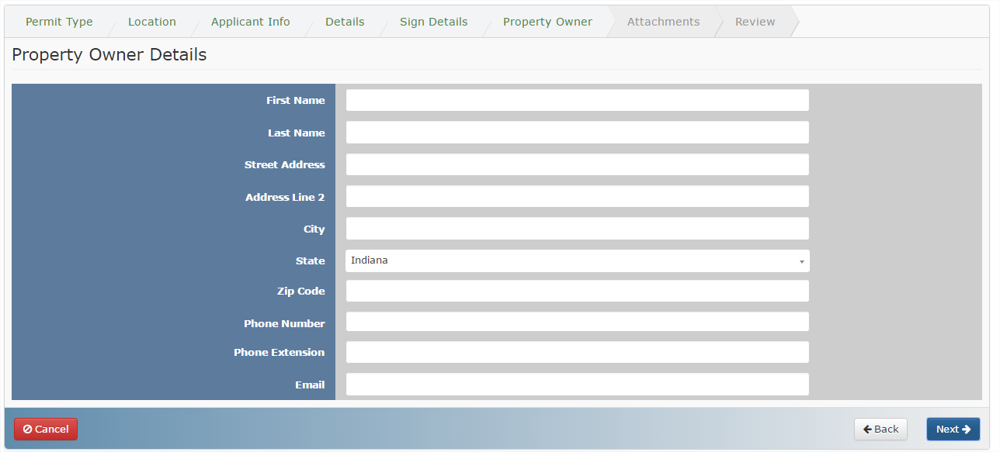 Permit Type Location Applicant Info Details Sign Details Property Owner Attachments Review
Property Owner Details
First Name
Last Name
Street Address
Address Line 2
City
State Indiana
Zip Code
Phone Number
Phone Extension
Email
Cancel Back Next